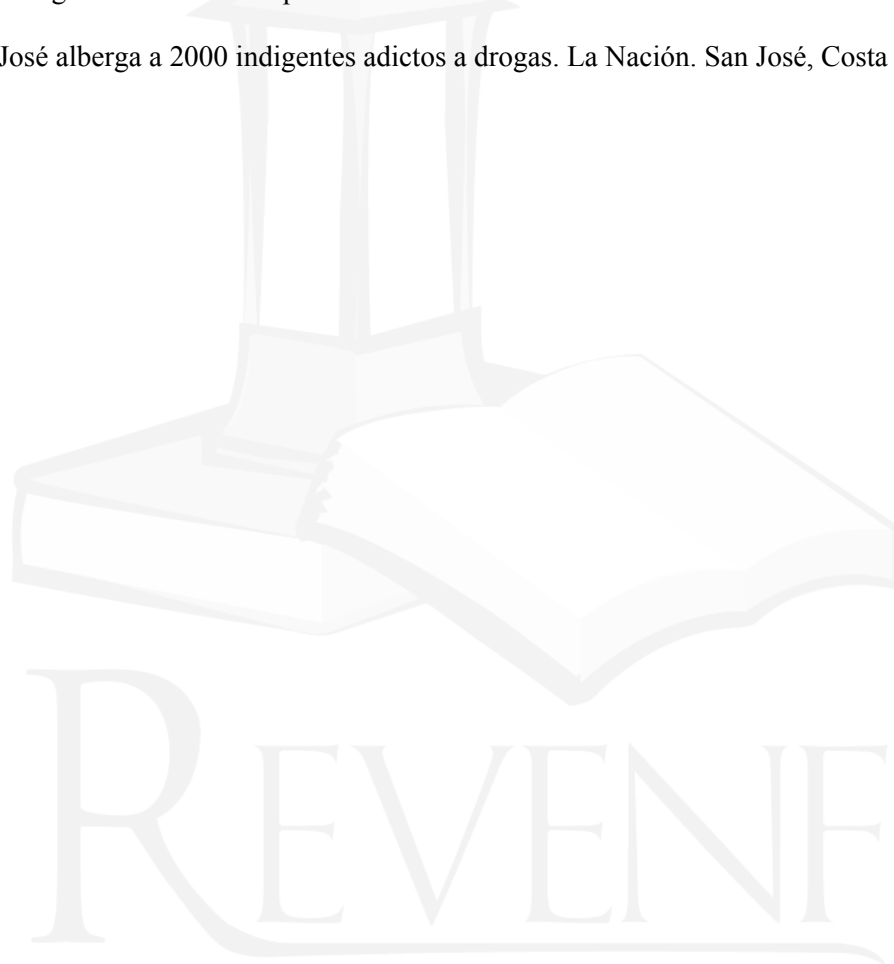 José alberga a 2000 indigentes adictos a drogas. La Nación. San José, Costa
REVENF